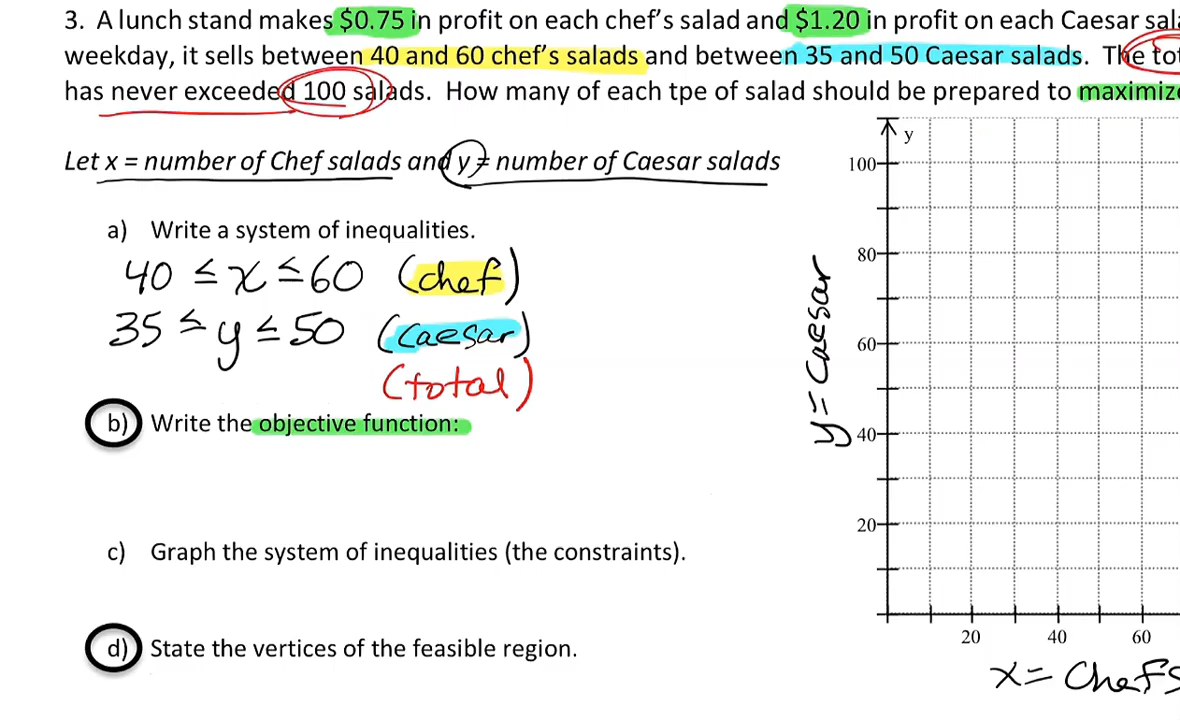 3. A lunch stand makes $0.75 in profit on each chef's salad and $1.20 in profit on each Caesar
weekday, it sells between 40 and 60 chef's salads and between 35 and 50 Caesar salads. The
has never exceeded 100 salads. How many of each tpe of salad should be prepared to
Let x = number of Chef salads and y = number of Caesar salads
a) Write a system of inequalities.
40 ≤ x ≤ 60 (chef)
35 ≤ y ≤ 50 (Caesar)
(total)
b) Write the objective function:
c) Graph the system of inequalities (the constraints).
d) State the vertices of the feasible region.
y
100
80
60
40
20
y = Caesar
20 40 60
x = Chefs